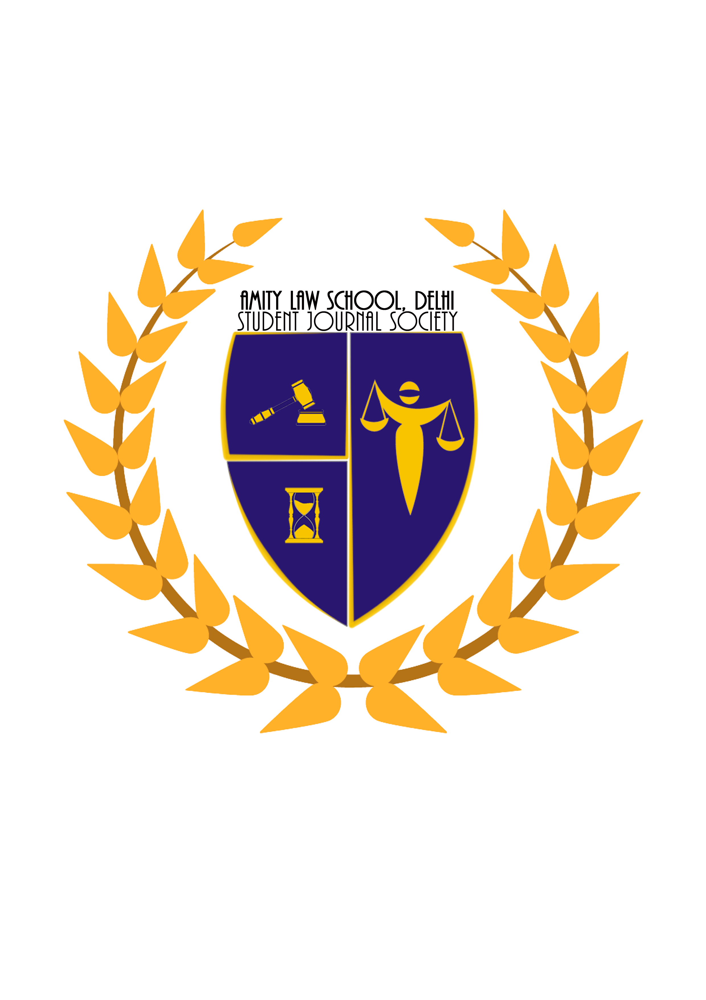 AMITY LAW SCHOOL, DELHI
STUDENT JOURNAL SOCIETY